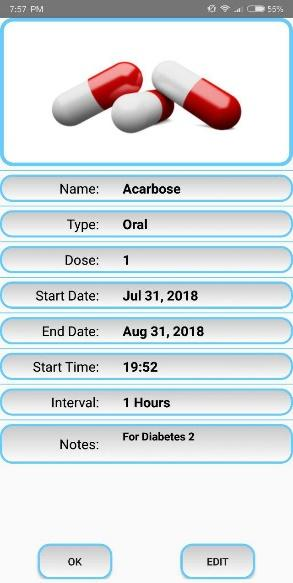 7:57 PM 55%
Name: Acarbose
Type: Oral
Dose: 1
Start Date: Jul 31, 2018
End Date: Aug 31, 2018
Start Time: 19:52
Interval: 1 Hours
Notes: For Diabetes 2
OK EDIT